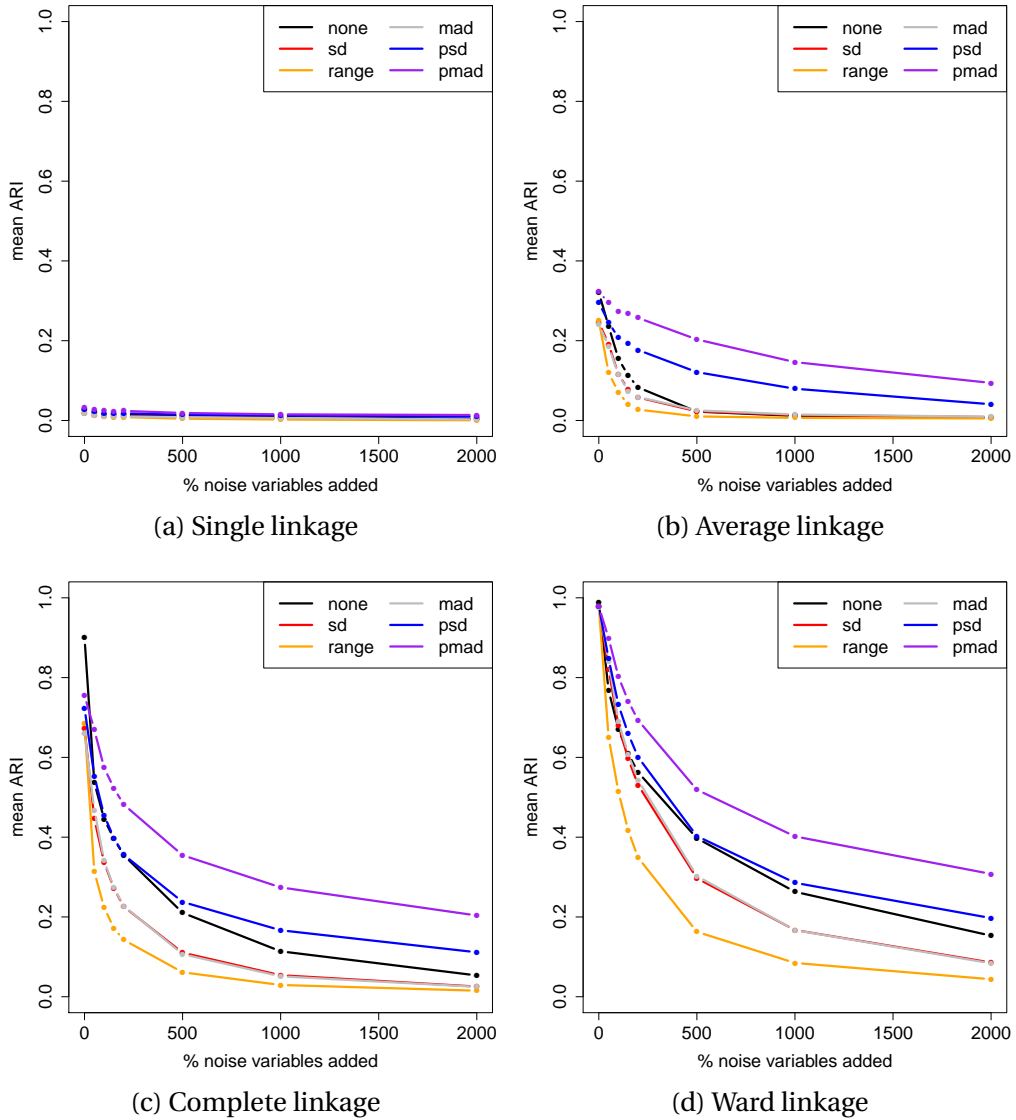 none mad
sd psd
range pmad
1.0
0.8
0.6
0.4
0.2
0.0
mean ARI
0 500 1000 1500 2000
% noise variables added
(a) Single linkage
none mad
sd psd
range pmad
1.0
0.8
0.6
0.4
0.2
0.0
mean ARI
0 500 1000 1500 2000
% noise variables added
(b) Average linkage
none mad
sd psd
range pmad
1.0
0.8
0.6
0.4
0.2
0.0
mean ARI
0 500 1000 1500 2000
% noise variables added
(c) Complete linkage
none mad
sd psd
range pmad
1.0
0.8
0.6
0.4
0.2
0.0
mean ARI
0 500 1000 1500 2000
% noise variables added
(d) Ward linkage